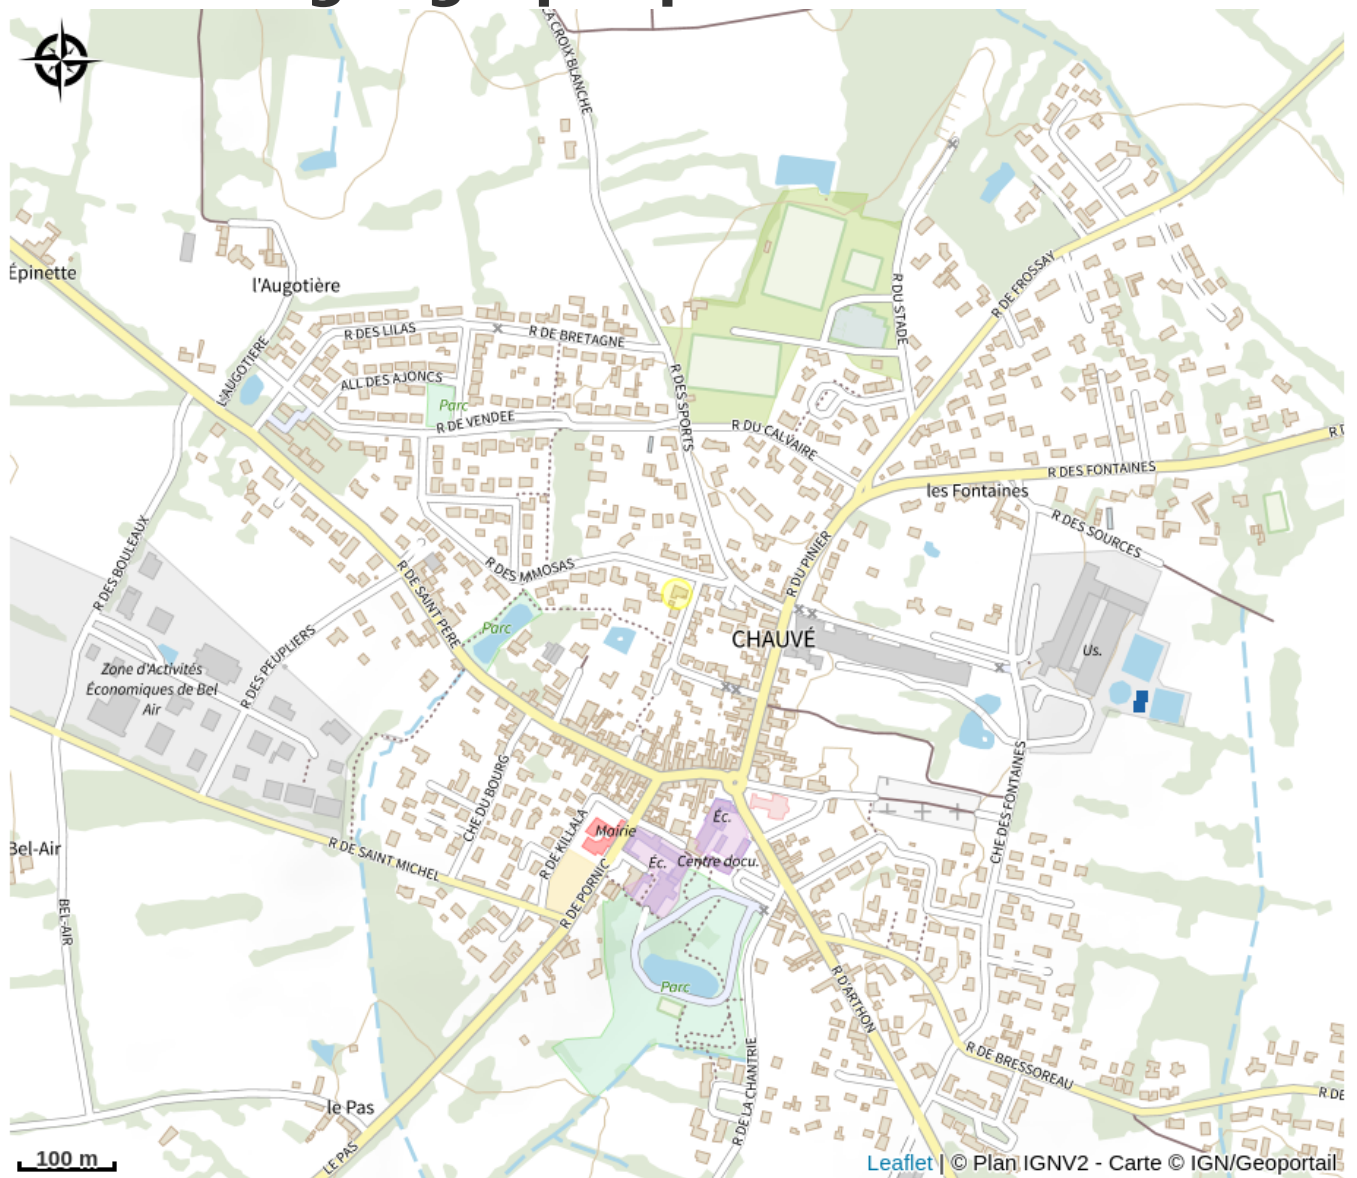 LA CROIX BLANCHE
Épinette
l'Augotière
R DES LILAS
R DE BRETAGNE
R DU STADE
R DE FROSSAY
L'AUGOTIERE
ALL DES AJONCS
Parc
R DE VENDEE
R DES SPORTS
R DU CALVAIRE
R DES FONTAINES
les Fontaines
R DES SOURCES
R DES BOULEAUX
R DE SAINT PERE
R DES MIMOSAS
R DU PINIER
CHAUVÉ
Parc
Us.
Zone d'Activités
Économiques de Bel
Air
R DES PEUPLIERS
CHE DU BOURG
CHE DES FONTAINES
R DE KILLALA
Mairie
Éc.
Éc.
Centre docu.
Bel-Air
R DE SAINT MICHEL
R DE PORNIC
BEL-AIR
Parc
R D'ARTHON
R DE BRESSOREAU
R DE LA CHANTRIE
le Pas
LE PAS
R DE
100 m
Leaflet | © Plan IGNV2 - Carte © IGN/Geoportail